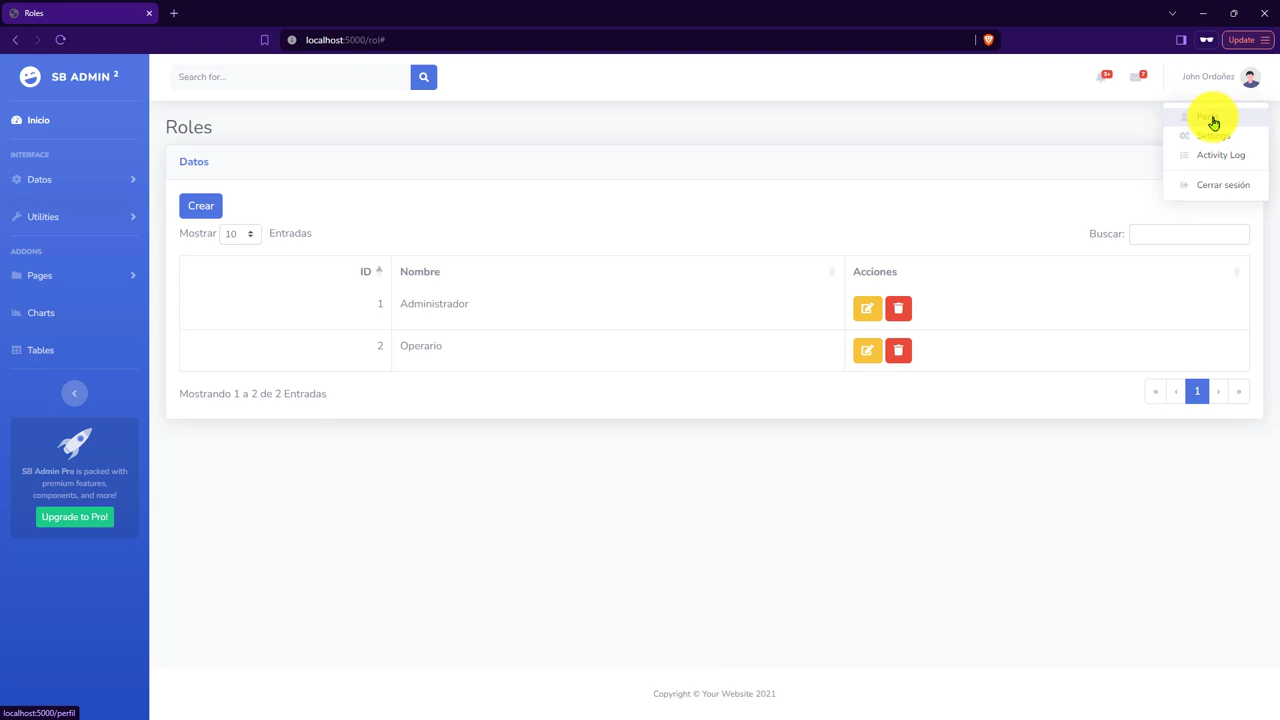 Roles
localhost:5000/rol#
Update
SB ADMIN 2
Search for...
3+
7
John Ordoñez
Inicio
INTERFACE
Datos
Utilities
ADDONS
Pages
Charts
Tables
SB Admin Pro is packed with
premium features,
components, and more!
Upgrade to Pro!
Perfil
Settings
Activity Log
Cerrar sesión
Roles
Datos
Crear
Mostrar 10 Entradas
Buscar:
ID Nombre Acciones
1 Administrador
2 Operario
Mostrando 1 a 2 de 2 Entradas
« ‹ 1 › »
Copyright © Your Website 2021
localhost:5000/perfil